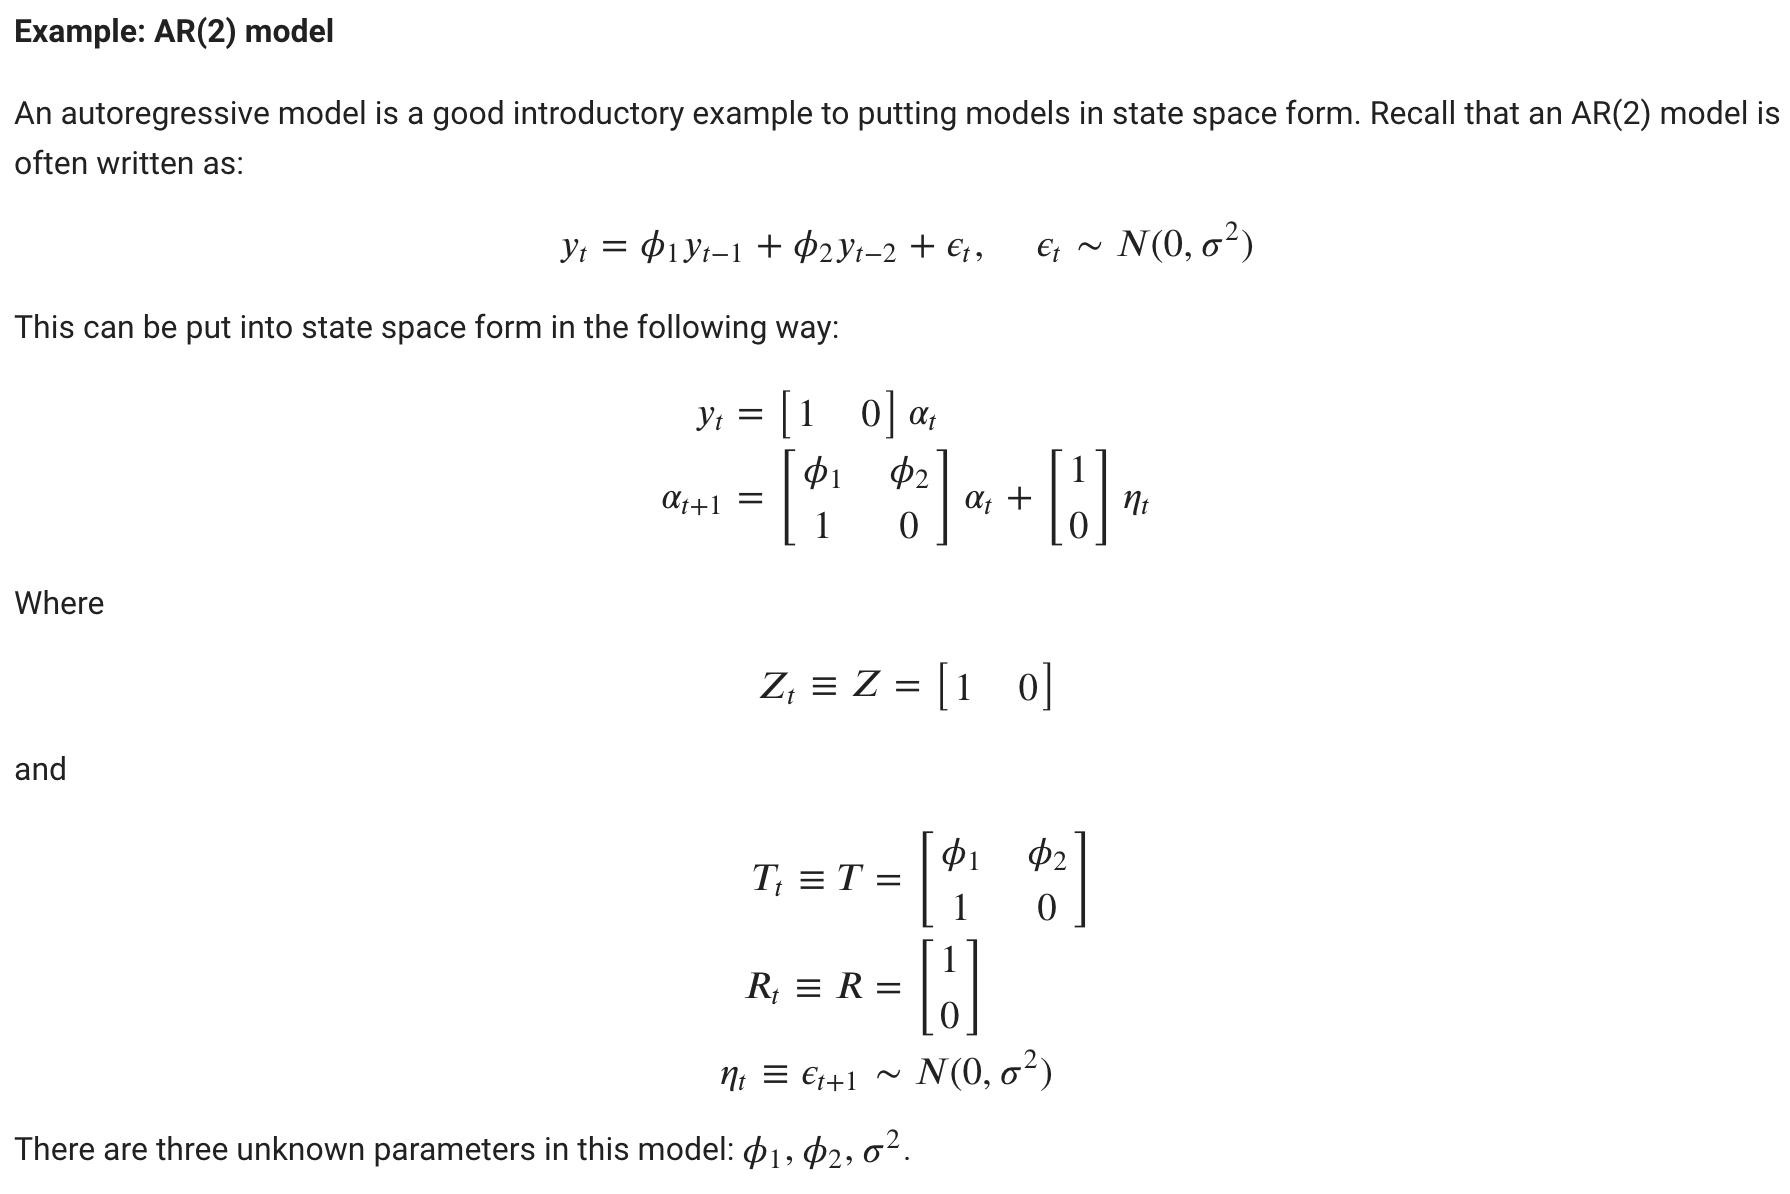 Example: AR(2) model
An autoregressive model is a good introductory example to putting models in state space form. Recall that an AR(2) model is
often written as:
$y_t = \phi_1 y_{t-1} + \phi_2 y_{t-2} + \epsilon_t, \quad \epsilon_t \sim N(0, \sigma^2)$
This can be put into state space form in the following way:
$y_t = \begin{bmatrix} 1 & 0 \end{bmatrix} \alpha_t$
$\alpha_{t+1} = \begin{bmatrix} \phi_1 & \phi_2 \\ 1 & 0 \end{bmatrix} \alpha_t + \begin{bmatrix} 1 \\ 0 \end{bmatrix} \eta_t$
Where
$Z_t \equiv Z = \begin{bmatrix} 1 & 0 \end{bmatrix}$
and
$T_t \equiv T = \begin{bmatrix} \phi_1 & \phi_2 \\ 1 & 0 \end{bmatrix}$
$R_t \equiv R = \begin{bmatrix} 1 \\ 0 \end{bmatrix}$
$\eta_t \equiv \epsilon_{t+1} \sim N(0, \sigma^2)$
There are three unknown parameters in this model: $\phi_1, \phi_2, \sigma^2$.